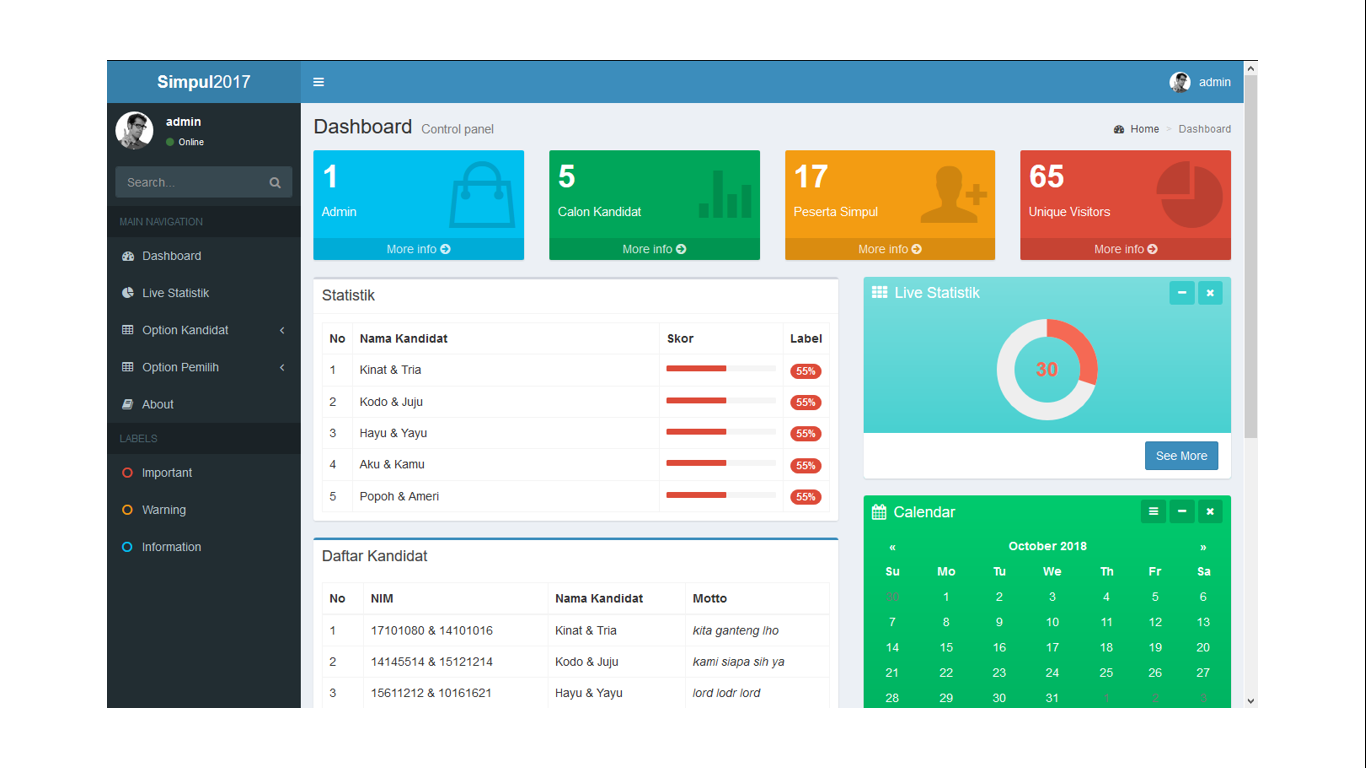 Simpul2017
admin
admin
Online
Search...
MAIN NAVIGATION
Dashboard
Live Statistik
Option Kandidat
Option Pemilih
About
LABELS
Important
Warning
Information
Dashboard Control panel
Home > Dashboard
1
Admin
More info
5
Calon Kandidat
More info
17
Peserta Simpul
More info
65
Unique Visitors
More info
Statistik
No Nama Kandidat Skor Label
1 Kinat & Tria 55%
2 Kodo & Juju 55%
3 Hayu & Yayu 55%
4 Aku & Kamu 55%
5 Popoh & Ameri 55%
Daftar Kandidat
No NIM Nama Kandidat Motto
1 17101080 & 14101016 Kinat & Tria kita ganteng lho
2 14145514 & 15121214 Kodo & Juju kami siapa sih ya
3 15611212 & 10161621 Hayu & Yayu lord lodr lord
Live Statistik
30
See More
Calendar
« October 2018 »
Su Mo Tu We Th Fr Sa
30 1 2 3 4 5 6
7 8 9 10 11 12 13
14 15 16 17 18 19 20
21 22 23 24 25 26 27
28 29 30 31 1 2 3